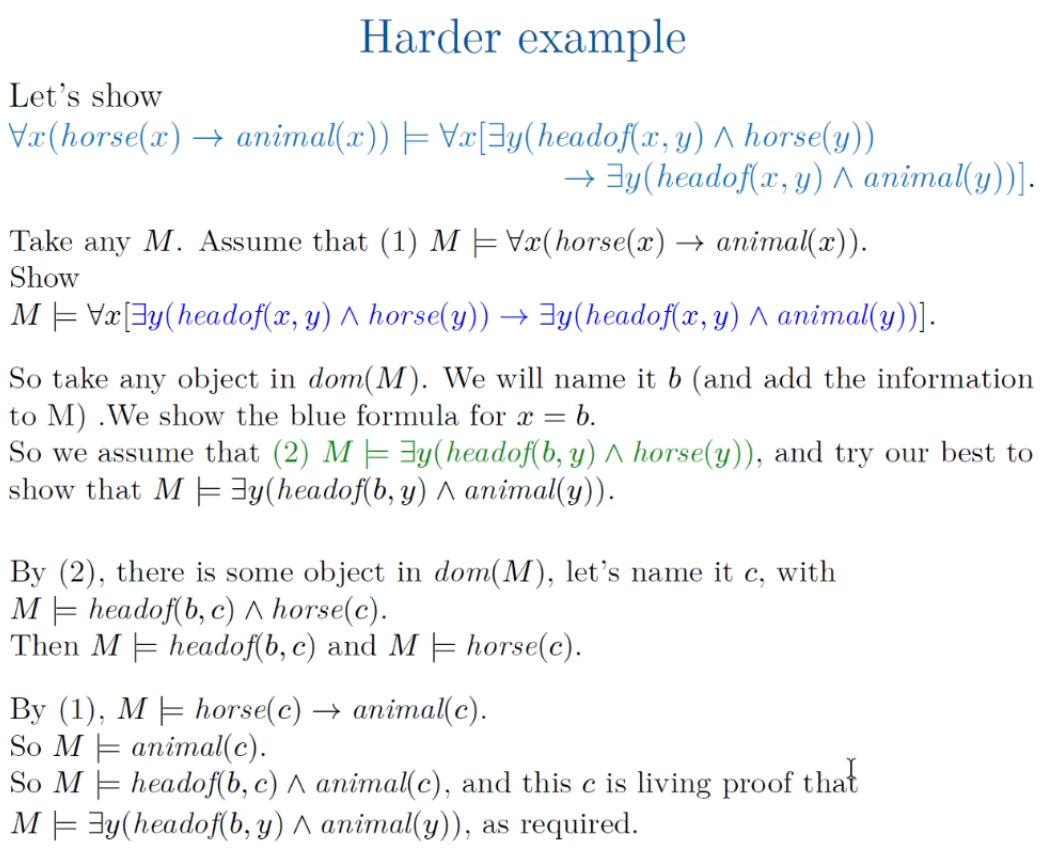 Harder example
Let's show
∀x(horse(x) → animal(x)) ⊨ ∀x[∃y(headof(x, y) ∧ horse(y))
→ ∃y(headof(x, y) ∧ animal(y))].
Take any M. Assume that (1) M ⊨ ∀x(horse(x) → animal(x)).
Show
M ⊨ ∀x[∃y(headof(x, y) ∧ horse(y)) → ∃y(headof(x, y) ∧ animal(y))].
So take any object in dom(M). We will name it b (and add the information
to M) .We show the blue formula for x = b.
So we assume that (2) M ⊨ ∃y(headof(b, y) ∧ horse(y)), and try our best to
show that M ⊨ ∃y(headof(b, y) ∧ animal(y)).
By (2), there is some object in dom(M), let's name it c, with
M ⊨ headof(b, c) ∧ horse(c).
Then M ⊨ headof(b, c) and M ⊨ horse(c).
By (1), M ⊨ horse(c) → animal(c).
So M ⊨ animal(c).
So M ⊨ headof(b, c) ∧ animal(c), and this c is living proof that
M ⊨ ∃y(headof(b, y) ∧ animal(y)), as required.